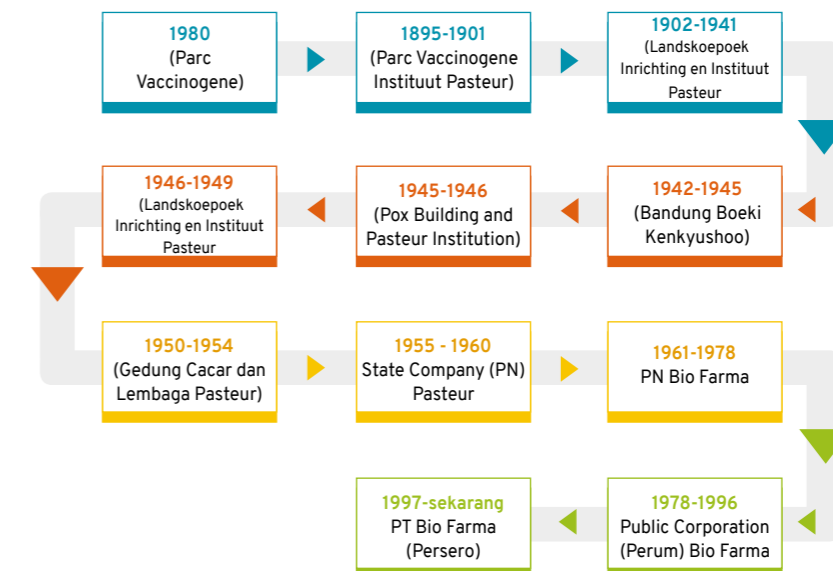 1980
(Parc
Vaccinogene)
1895-1901
(Parc Vaccinogene
Instituut Pasteur)
1902-1941
(Landskoepoek
Inrichting en Instituut
Pasteur
1942-1945
(Bandung Boeki
Kenkyushoo)
1945-1946
(Pox Building and
Pasteur Institution)
1946-1949
(Landskoepoek
Inrichting en Instituut
Pasteur
1950-1954
(Gedung Cacar dan
Lembaga Pasteur)
1955 - 1960
State Company (PN)
Pasteur
1961-1978
PN Bio Farma
1978-1996
Public Corporation
(Perum) Bio Farma
1997-sekarang
PT Bio Farma
(Persero)